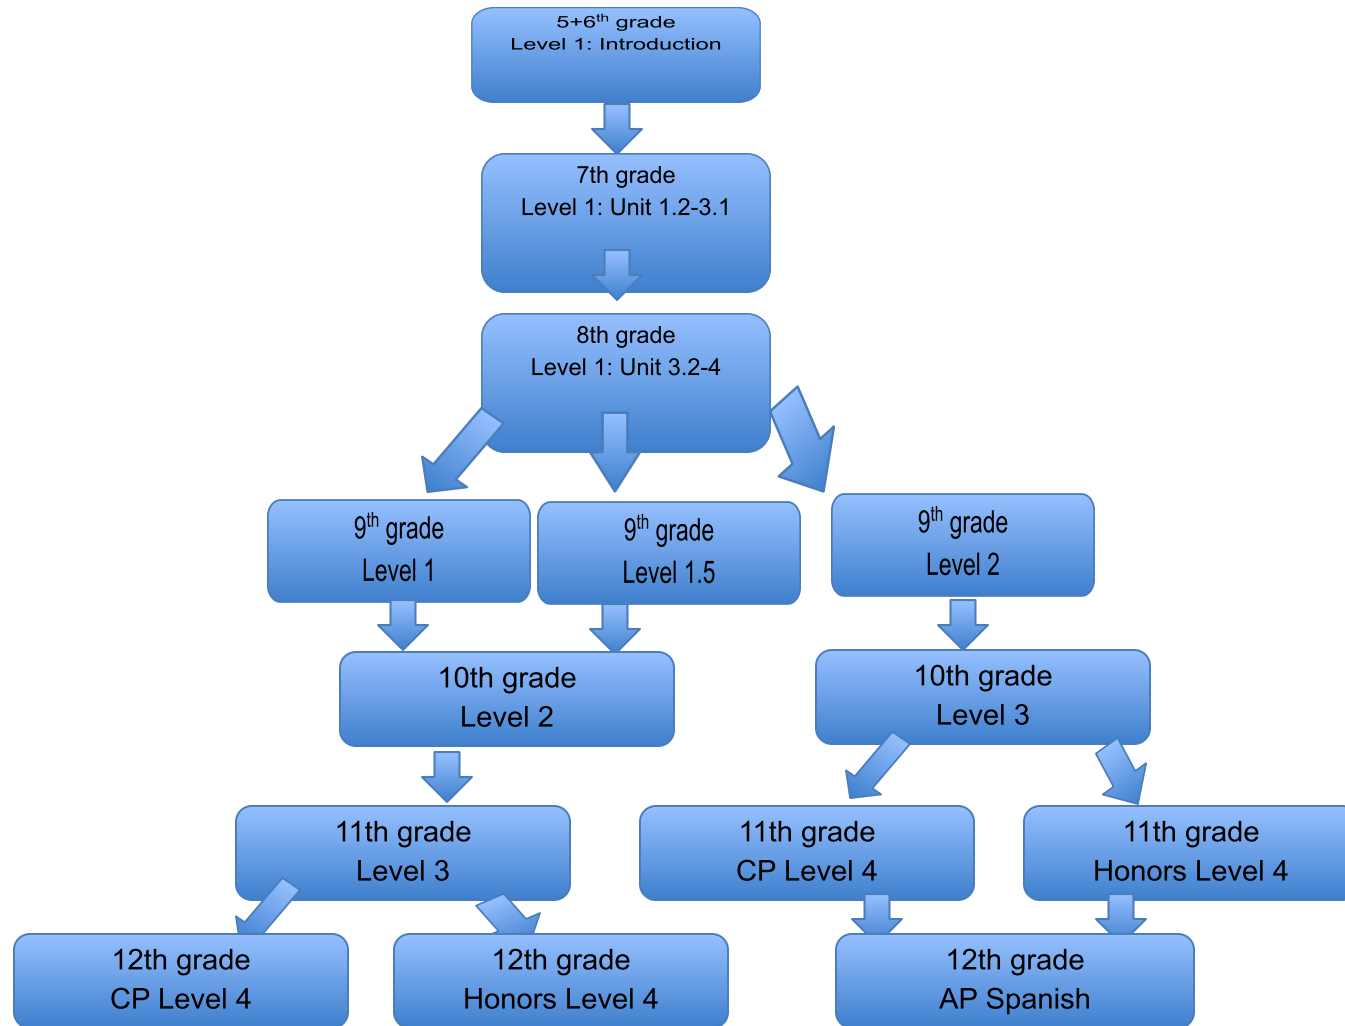 5+6th grade
Level 1: Introduction
7th grade
Level 1: Unit 1.2-3.1
8th grade
Level 1: Unit 3.2-4
9th grade
Level 1
9th grade
Level 1.5
9th grade
Level 2
10th grade
Level 2
10th grade
Level 3
11th grade
Level 3
11th grade
CP Level 4
11th grade
Honors Level 4
12th grade
CP Level 4
12th grade
Honors Level 4
12th grade
AP Spanish